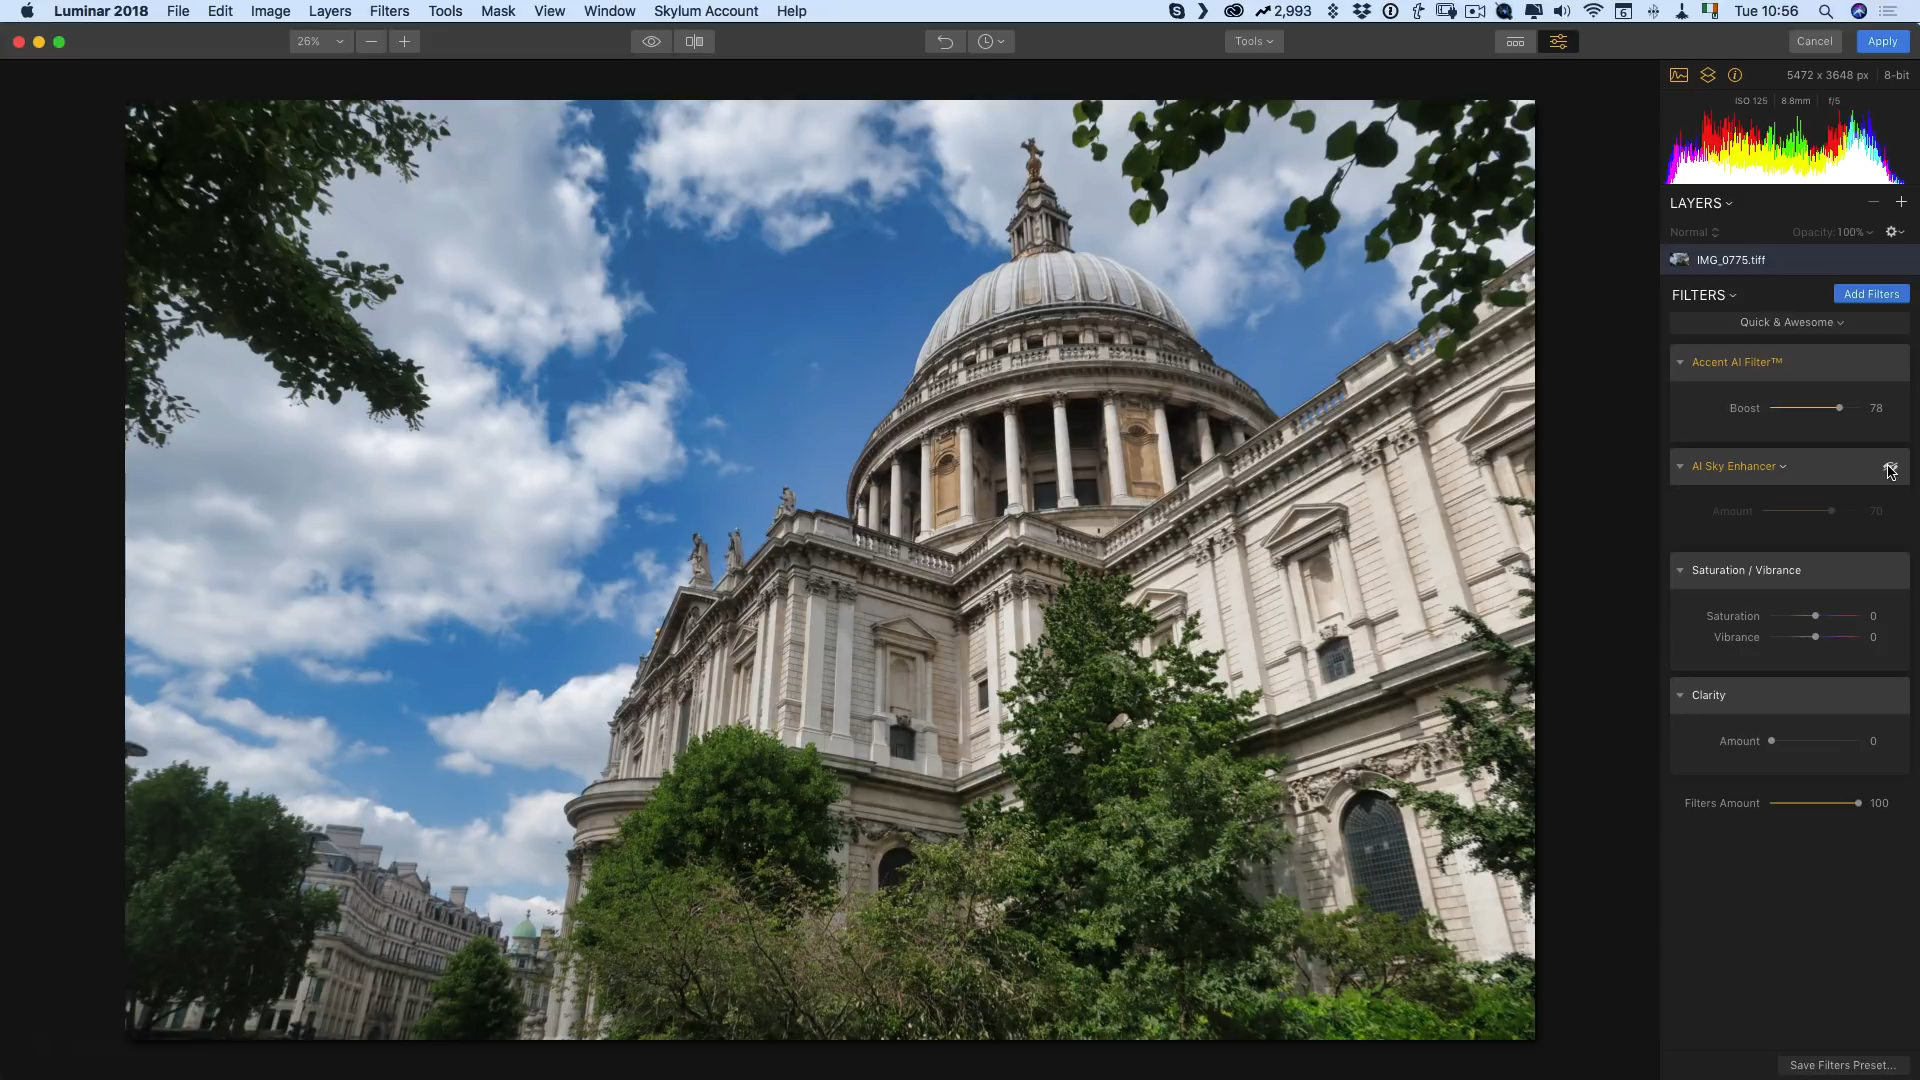 Luminar 2018 File Edit Image Layers Filters Tools Mask View Window Skylum Account Help 2,993 6 Tue 10:56
26% Tools Cancel Apply
5472 x 3648 px 8-bit
ISO 125 8.8mm f/5
LAYERS
Normal Opacity: 100%
IMG_0775.tiff
FILTERS Add Filters
Quick & Awesome
Accent AI Filter™
Boost 78
AI Sky Enhancer
Amount 70
Saturation / Vibrance
Saturation 0
Vibrance 0
Clarity
Amount 0
Filters Amount 100
Save Filters Preset...